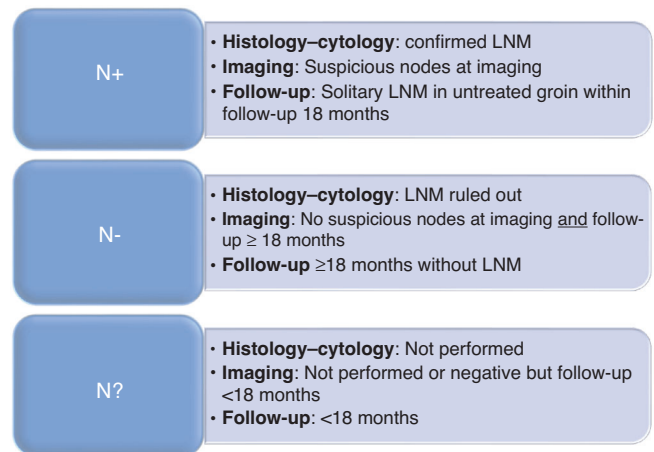 N+
• Histology–cytology: confirmed LNM
• Imaging: Suspicious nodes at imaging
• Follow-up: Solitary LNM in untreated groin within
follow-up 18 months
N-
• Histology–cytology: LNM ruled out
• Imaging: No suspicious nodes at imaging and follow-
up ≥ 18 months
• Follow-up ≥18 months without LNM
N?
• Histology–cytology: Not performed
• Imaging: Not performed or negative but follow-up
<18 months
• Follow-up: <18 months